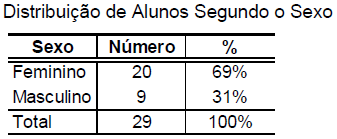 Distribuição de Alunos Segundo o Sexo
Sexo Número %
Feminino 20 69%
Masculino 9 31%
Total 29 100%